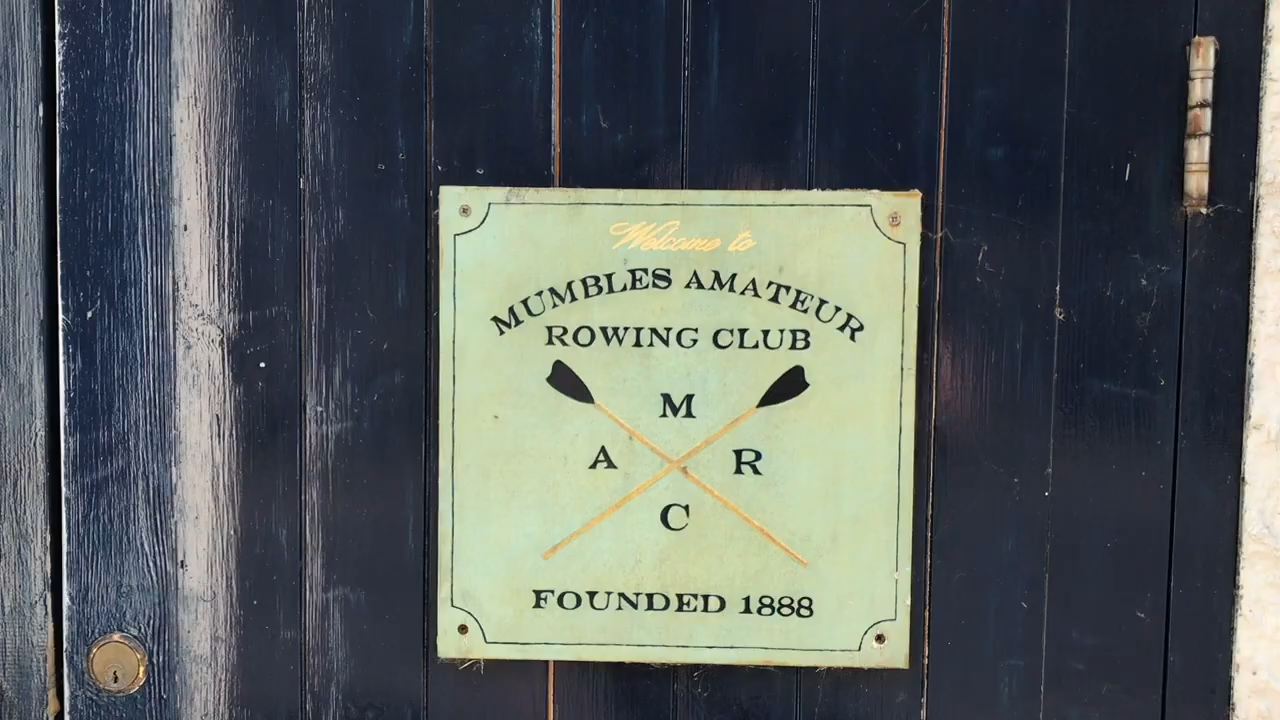 Welcome to
MUMBLES AMATEUR
ROWING CLUB
M
A R
C
FOUNDED 1888